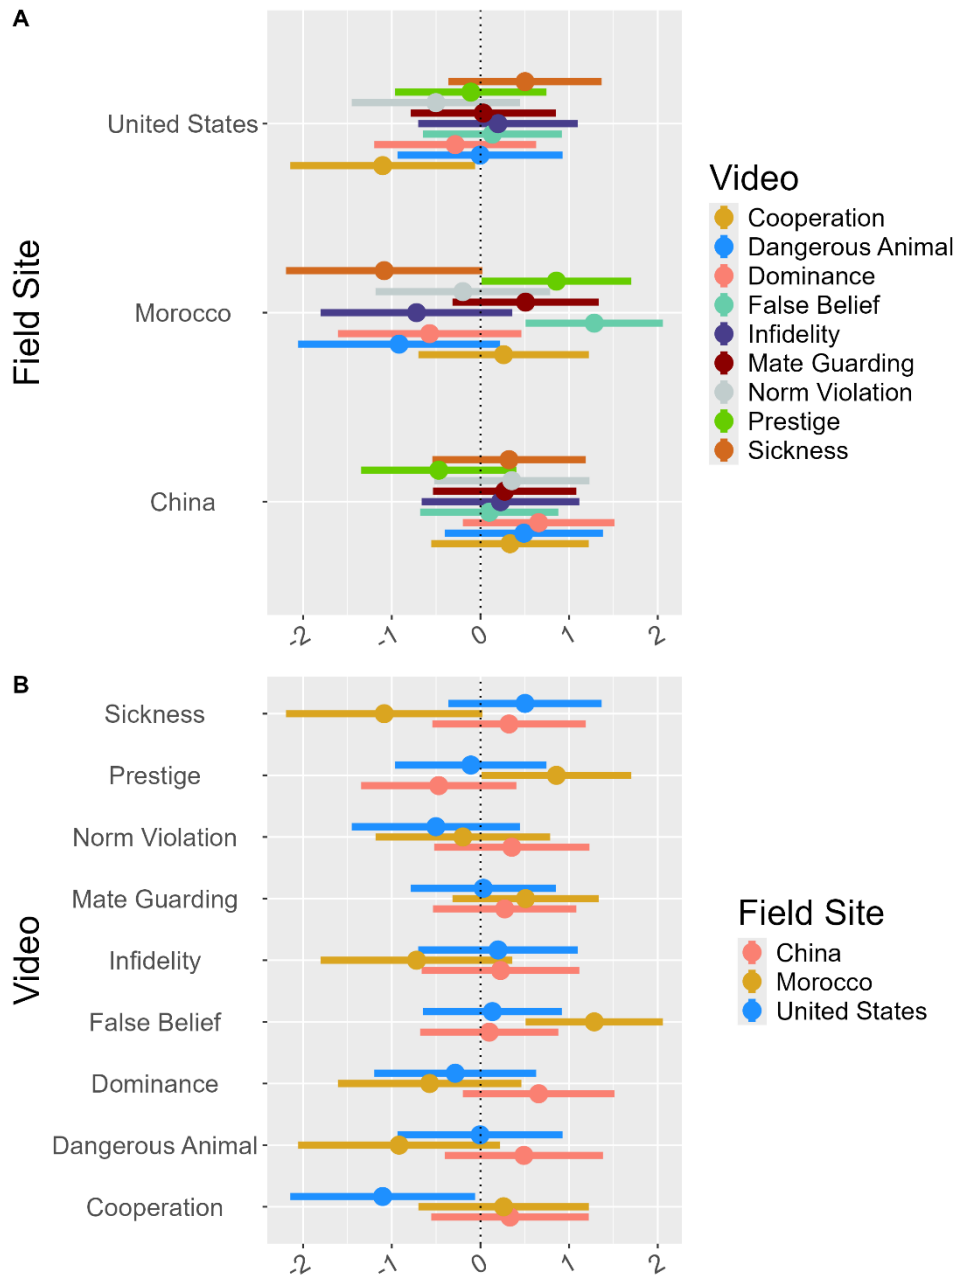 A
Field Site
United States
Morocco
China
-2 -1 0 1 2
Video
Cooperation
Dangerous Animal
Dominance
False Belief
Infidelity
Mate Guarding
Norm Violation
Prestige
Sickness
B
Video
Sickness
Prestige
Norm Violation
Mate Guarding
Infidelity
False Belief
Dominance
Dangerous Animal
Cooperation
-2 -1 0 1 2
Field Site
China
Morocco
United States